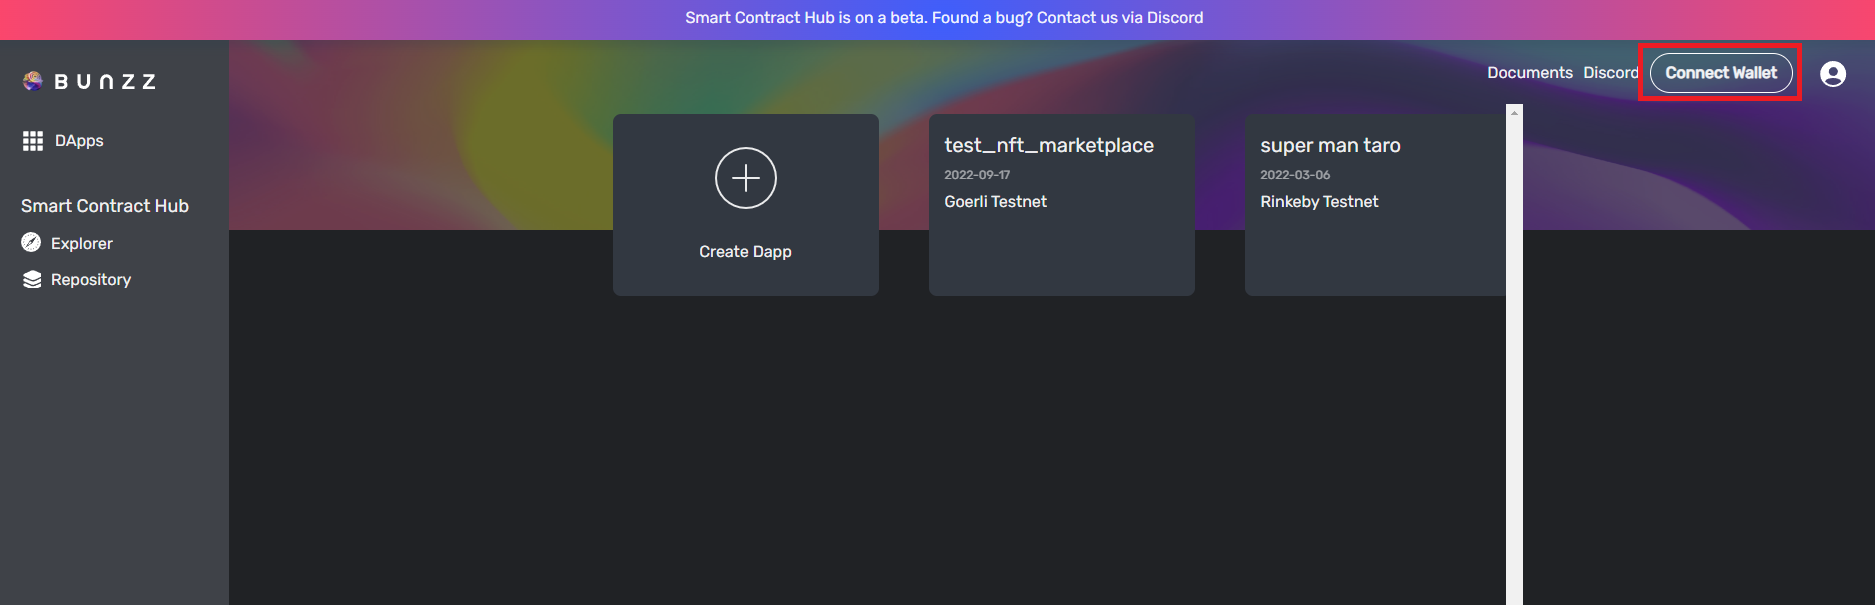 Smart Contract Hub is on a beta. Found a bug? Contact us via Discord
BUNZZ
Documents Discord Connect Wallet
DApps
Smart Contract Hub
Explorer
Repository
Create Dapp
test_nft_marketplace
2022-09-17
Goerli Testnet
super man taro
2022-03-06
Rinkeby Testnet